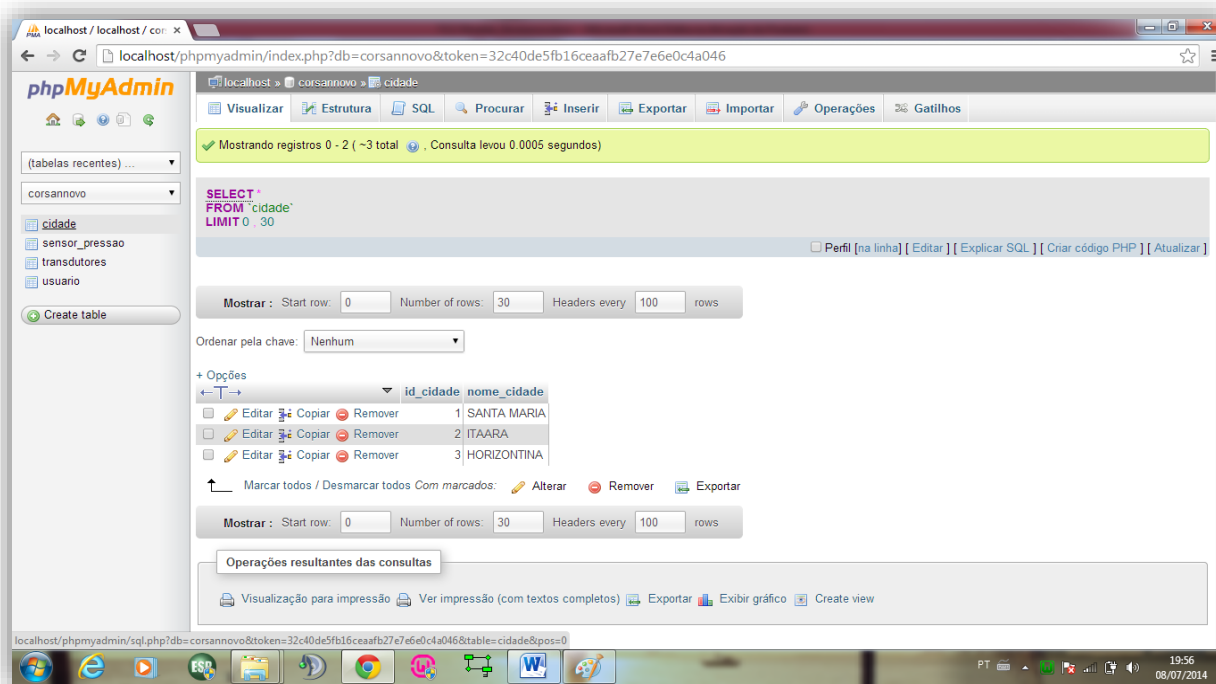 localhost / localhost / cor
localhost/phpmyadmin/index.php?db=corsannovo&token=32c40de5fb16ceaafb27e7e6e0c4a046
phpMyAdmin
(tabelas recentes) ...
corsannovo
cidade
sensor_pressao
transdutores
usuario
Create table
localhost » corsannovo » cidade
Visualizar Estrutura SQL Procurar Inserir Exportar Importar Operações Gatilhos
Mostrando registros 0 - 2 ( ~3 total , Consulta levou 0.0005 segundos)
SELECT *
FROM `cidade`
LIMIT 0 , 30
Perfil [na linha] [ Editar ] [ Explicar SQL ] [ Criar código PHP ] [ Atualizar ]
Mostrar : Start row: 0 Number of rows: 30 Headers every 100 rows
Ordenar pela chave: Nenhum
+ Opções
←T→ id_cidade nome_cidade
Editar Copiar Remover 1 SANTA MARIA
Editar Copiar Remover 2 ITAARA
Editar Copiar Remover 3 HORIZONTINA
Marcar todos / Desmarcar todos Com marcados: Alterar Remover Exportar
Mostrar : Start row: 0 Number of rows: 30 Headers every 100 rows
Operações resultantes das consultas
Visualização para impressão Ver impressão (com textos completos) Exportar Exibir gráfico Create view
localhost/phpmyadmin/sql.php?db=corsannovo&token=32c40de5fb16ceaafb27e7e6e0c4a046&table=cidade&pos=0
ESP
PT
19:56
08/07/2014